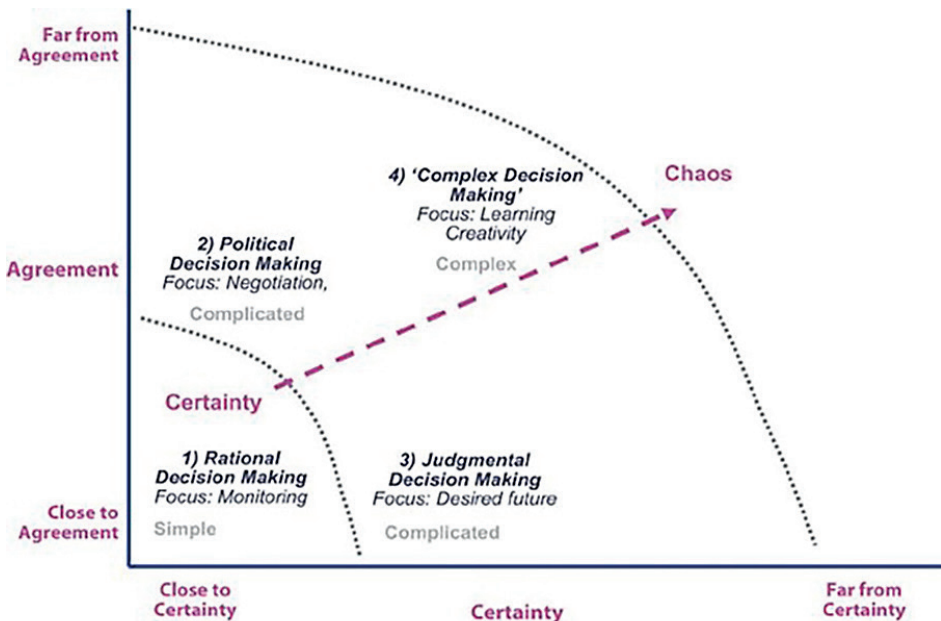 Far from
Agreement
4) ‘Complex Decision
Making’
Focus: Learning
Creativity
Complex
Chaos
2) Political
Decision Making
Focus: Negotiation,
Complicated
Agreement
Certainty
1) Rational
Decision Making
Focus: Monitoring
Simple
3) Judgmental
Decision Making
Focus: Desired future
Complicated
Close to
Agreement
Close to
Certainty
Certainty
Far from
Certainty